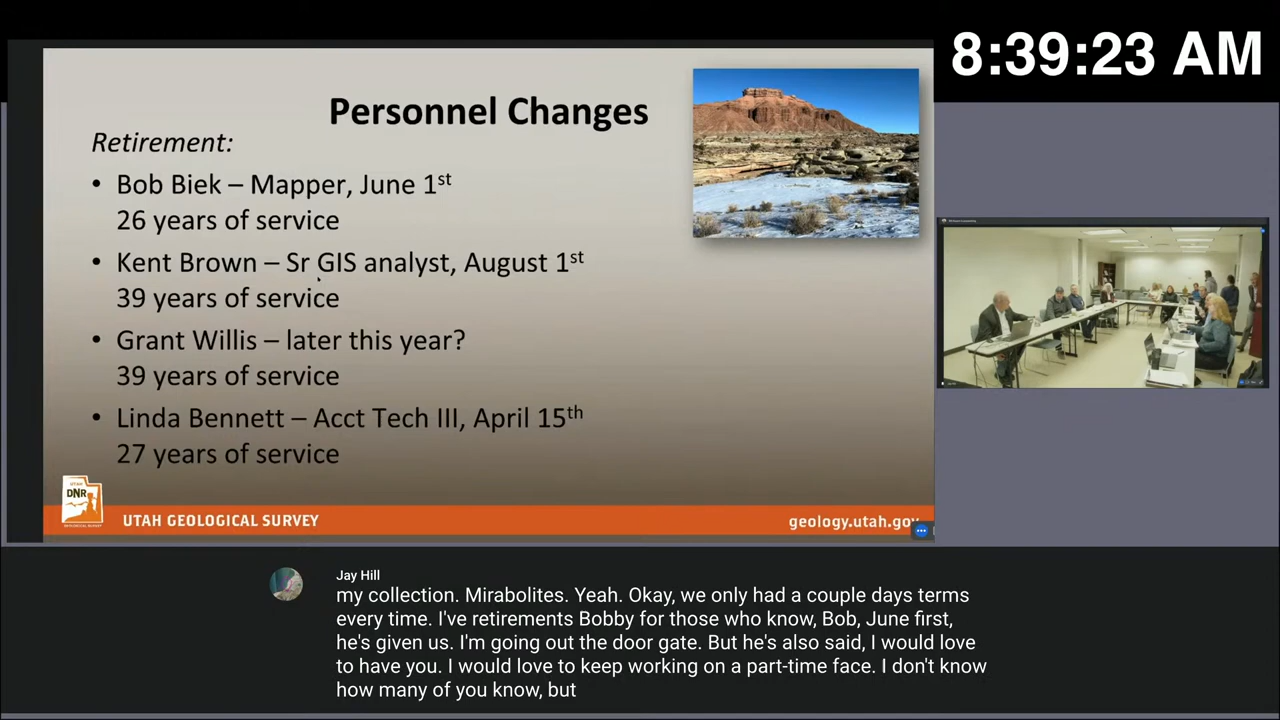 8:39:23 AM
Personnel Changes
Retirement:
• Bob Biek – Mapper, June 1st
26 years of service
• Kent Brown – Sr GIS analyst, August 1st
39 years of service
• Grant Willis – later this year?
39 years of service
• Linda Bennett – Acct Tech III, April 15th
27 years of service
UTAH
DNR
UTAH GEOLOGICAL SURVEY
geology.utah.gov
Jay Hill
my collection. Mirabolites. Yeah. Okay, we only had a couple days terms
every time. I've retirements Bobby for those who know, Bob, June first,
he's given us. I'm going out the door gate. But he's also said, I would love
to have you. I would love to keep working on a part-time face. I don't know
how many of you know, but